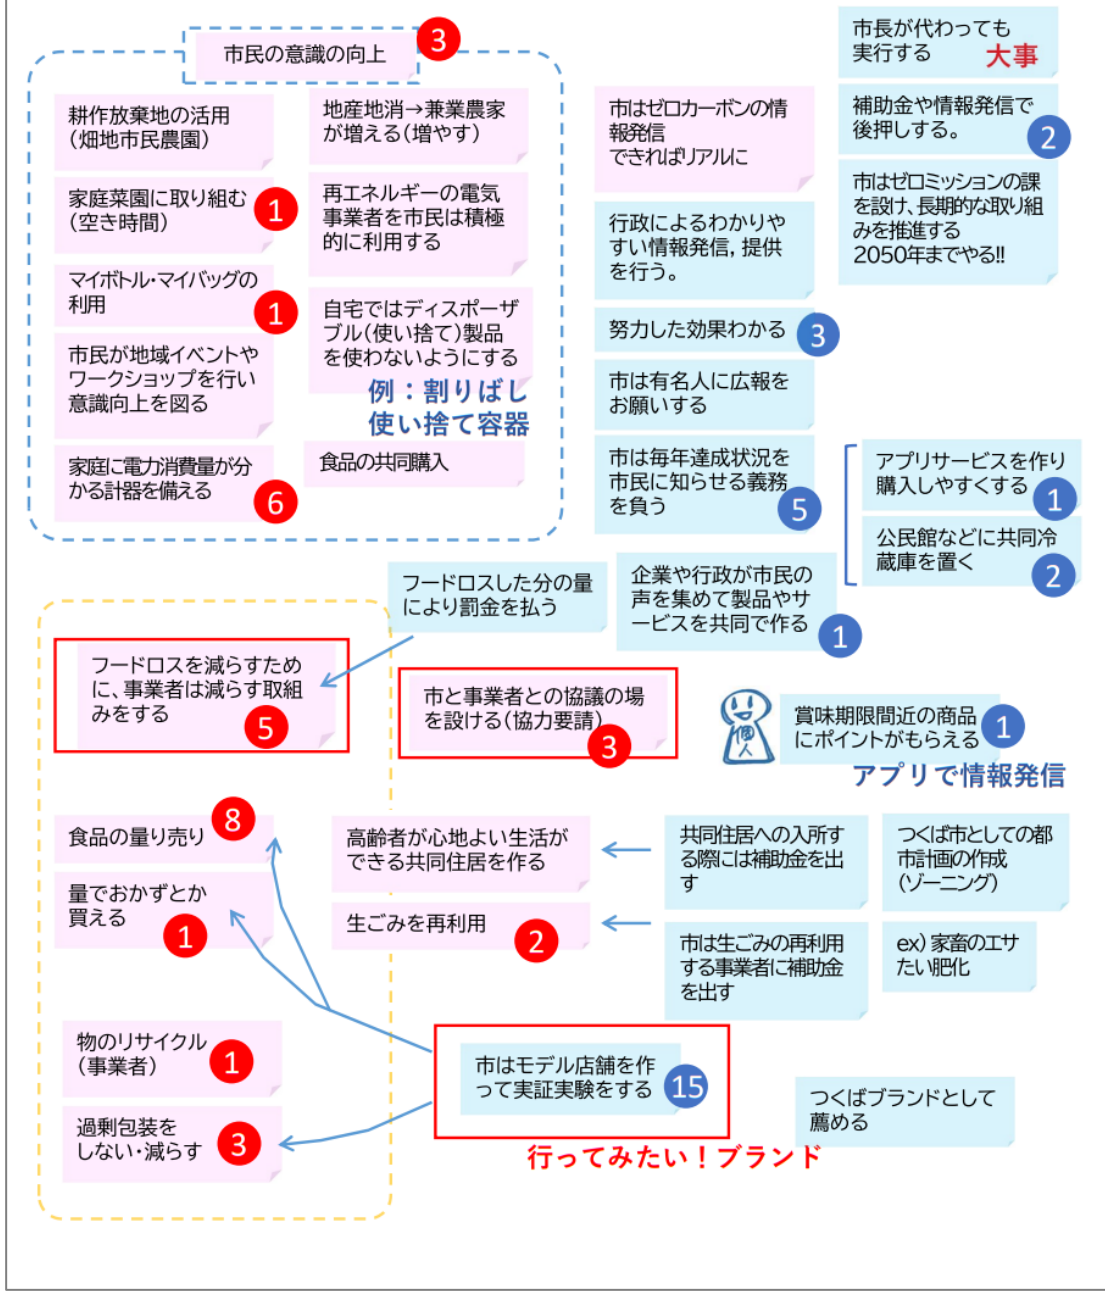 市民の意識の向上
3
耕作放棄地の活用
(畑地市民農園)
家庭菜園に取り組む
(空き時間)
1
マイボトル・マイバッグの
利用
1
市民が地域イベントや
ワークショップを行い
意識向上を図る
家庭に電力消費量が分
かる計器を備える
6
地産地消→兼業農家
が増える(増やす)
再エネルギーの電気
事業者を市民は積極
的に利用する
自宅ではディスポーザ
ブル(使い捨て)製品
を使わないようにする
例：割りばし
使い捨て容器
食品の共同購入
市はゼロカーボンの情
報発信
できればリアルに
行政によるわかりや
すい情報発信,提供
を行う。
努力した効果わかる
3
市は有名人に広報を
お願いする
市は毎年達成状況を
市民に知らせる義務
を負う
5
市長が代わっても
実行する
大事
補助金や情報発信で
後押しする。
2
市はゼロミッションの課
を設け、長期的な取り組
みを推進する
2050年までやる!!
アプリサービスを作り
購入しやすくする
1
公民館などに共同冷
蔵庫を置く
2
フードロスした分の量
により罰金を払う
企業や行政が市民の
声を集めて製品やサ
ービスを共同で作る
1
フードロスを減らすため
に、事業者は減らす取組
みをする
5
市と事業者との協議の場
を設ける(協力要請)
3
個人
賞味期限間近の商品
にポイントがもらえる
1
アプリで情報発信
食品の量り売り
8
量でおかずとか
買える
1
高齢者が心地よい生活が
できる共同住居を作る
生ごみを再利用
2
共同住居への入所す
る際には補助金を出
す
つくば市としての都
市計画の作成
(ゾーニング)
市は生ごみの再利用
する事業者に補助金
を出す
ex) 家畜のエサ
たい肥化
物のリサイクル
(事業者)
1
過剰包装を
しない・減らす
3
市はモデル店舗を作
って実証実験をする
15
行ってみたい！ブランド
つくばブランドとして
薦める